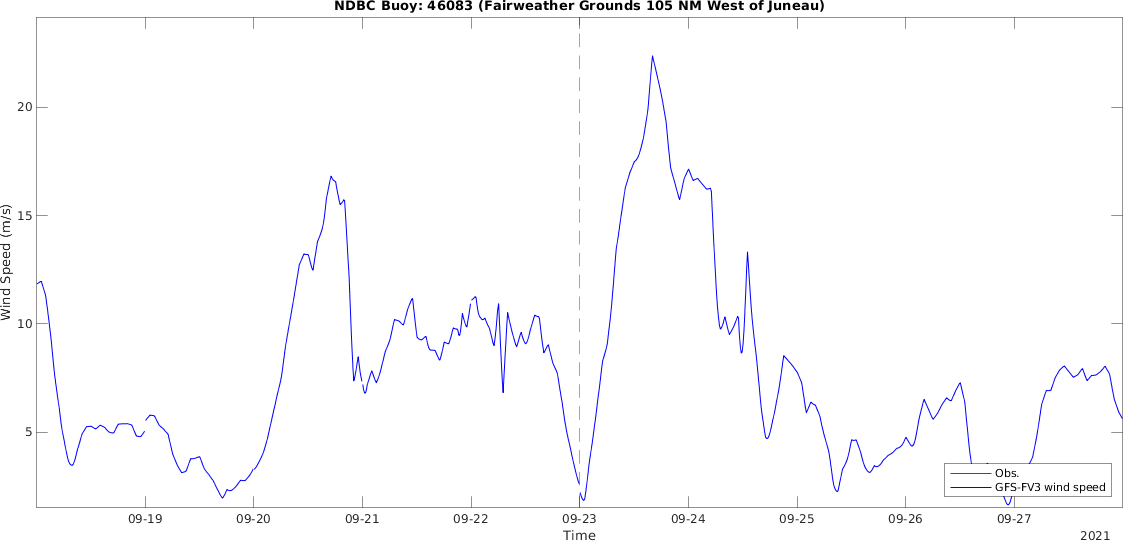 NDBC Buoy: 46083 (Fairweather Grounds 105 NM West of Juneau)
20
15
10
5
Wind Speed (m/s)
Obs.
GFS-FV3 wind speed
09-19 09-20 09-21 09-22 09-23 09-24 09-25 09-26 09-27
Time
2021